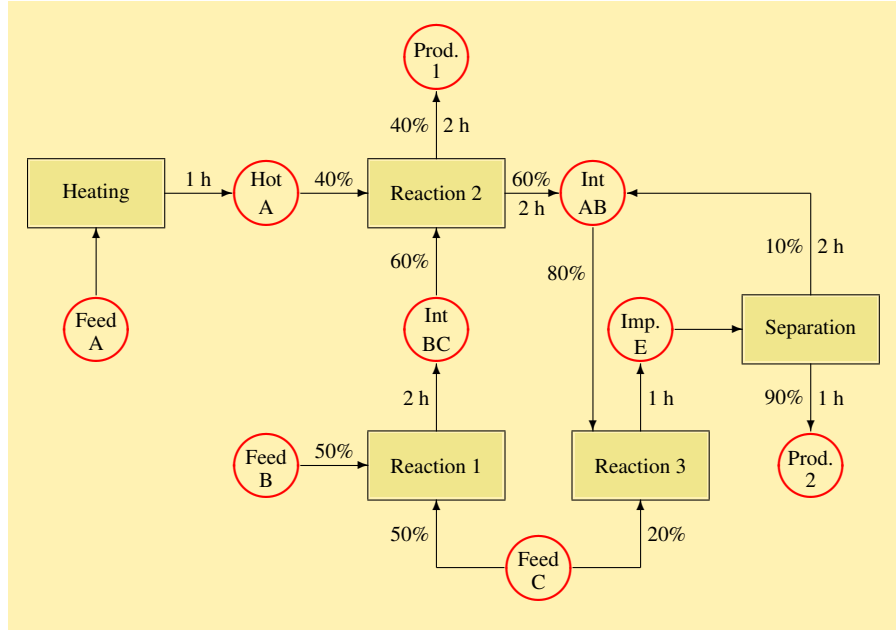 Prod.
1
40%
2 h
Heating
1 h
Hot
A
40%
Reaction 2
60%
2 h
Int
AB
60%
80%
10%
2 h
Feed
A
Int
BC
Imp.
E
Separation
2 h
1 h
90%
1 h
Feed
B
50%
Reaction 1
Reaction 3
Prod.
2
50%
20%
Feed
C